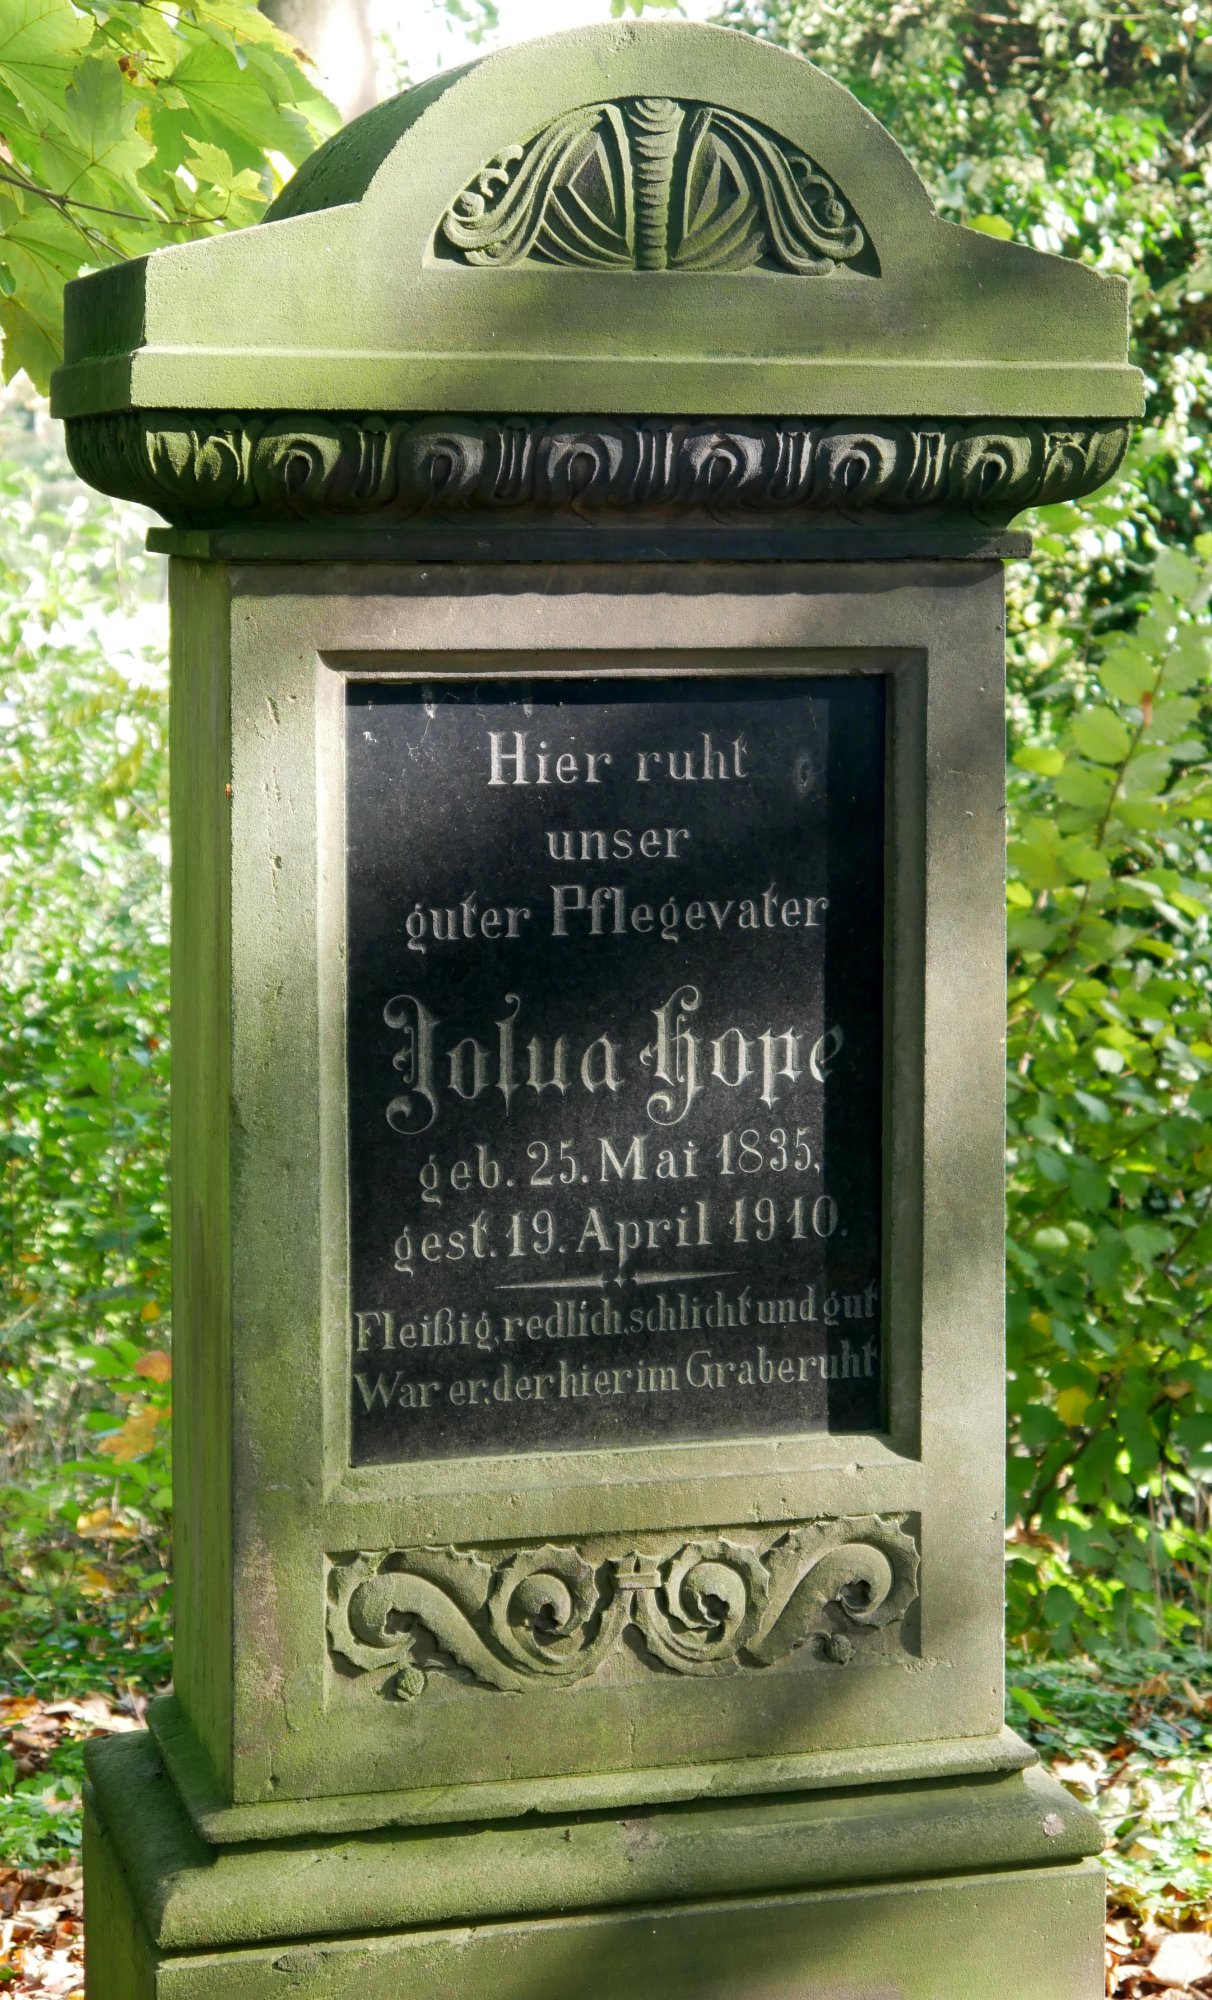 Hier ruht
unser
guter Pflegevater
Joſua Hope
geb. 25. Mai 1835,
gest. 19. April 1910.
Fleißig, redlich, schlicht und gut
War er, der hier im Grabe ruht